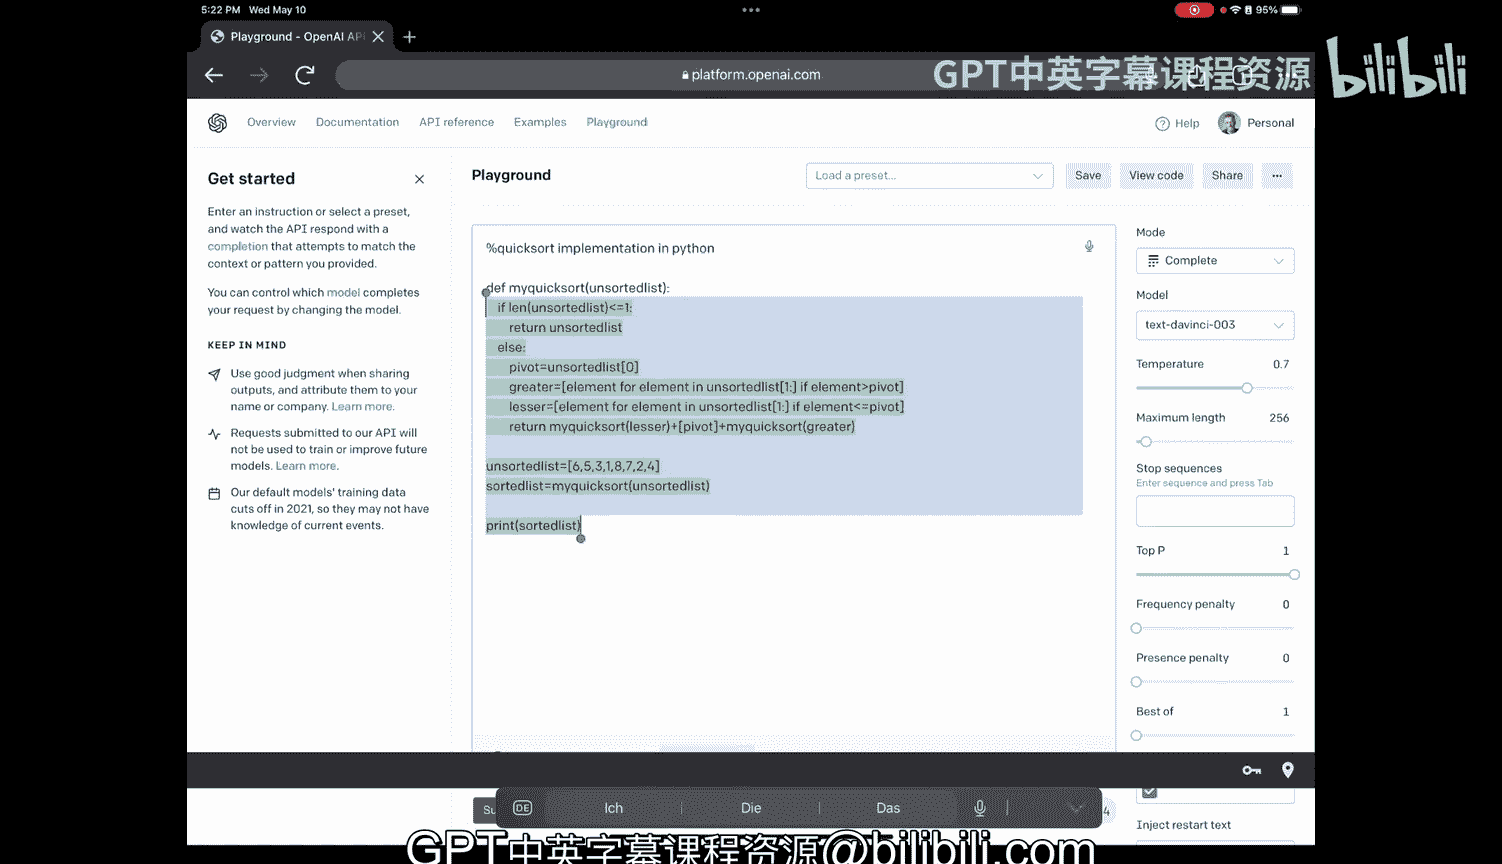 5:22 PM Wed May 10
95%
Playground - OpenAI API
platform.openai.com
GPT中英字幕课程资源
bilibili
Overview
Documentation
API reference
Examples
Playground
Help
Personal
Get started
Enter an instruction or select a preset,
and watch the API respond with a
completion that attempts to match the
context or pattern you provided.
You can control which model completes
your request by changing the model.
KEEP IN MIND
Use good judgment when sharing
outputs, and attribute them to your
name or company. Learn more.
Requests submitted to our API will
not be used to train or improve future
models. Learn more.
Our default models' training data
cuts off in 2021, so they may not have
knowledge of current events.
Playground
Load a preset...
Save
View code
Share
%quicksort implementation in python
def myquicksort(unsortedlist):
if len(unsortedlist)<=1:
return unsortedlist
else:
pivot=unsortedlist[0]
greater=[element for element in unsortedlist[1:] if element>pivot]
lesser=[element for element in unsortedlist[1:] if element<=pivot]
return myquicksort(lesser)+[pivot]+myquicksort(greater)
unsortedlist=[6,5,3,1,8,7,2,4]
sortedlist=myquicksort(unsortedlist)
print(sortedlist)
Mode
Complete
Model
text-davinci-003
Temperature 0.7
Maximum length 256
Stop sequences
Enter sequence and press Tab
Top P 1
Frequency penalty 0
Presence penalty 0
Best of 1
Inject restart text
Su
DE
Ich
Die
Das
4
GPT中英字幕课程资源@bilibili.com